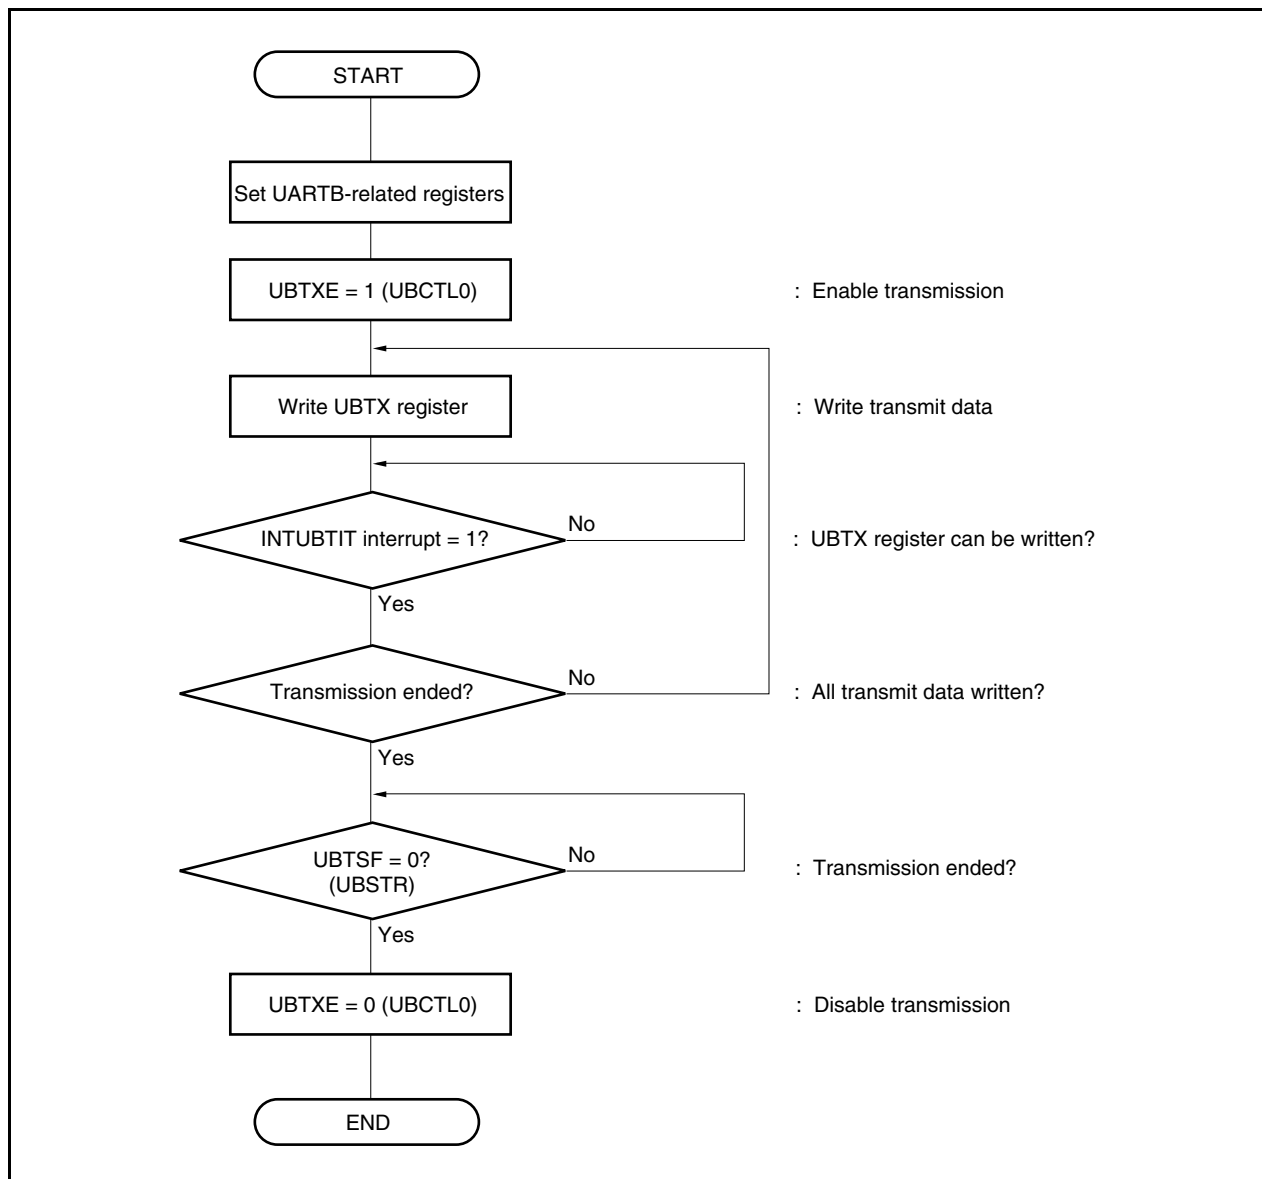 START
Set UARTB-related registers
UBTXE = 1 (UBCTL0)
: Enable transmission
Write UBTX register
: Write transmit data
INTUBTIT interrupt = 1?
No
: UBTX register can be written?
Yes
Transmission ended?
No
: All transmit data written?
Yes
UBTSF = 0?
(UBSTR)
No
: Transmission ended?
Yes
UBTXE = 0 (UBCTL0)
: Disable transmission
END